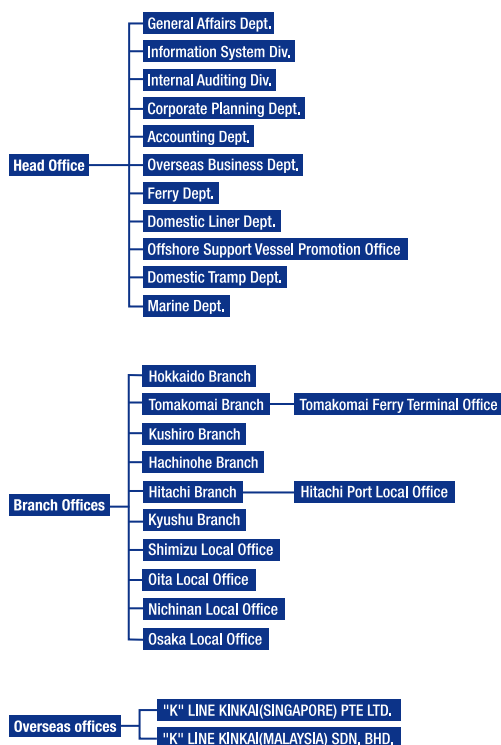 General Affairs Dept.
Information System Div.
Internal Auditing Div.
Corporate Planning Dept.
Accounting Dept.
Head Office
Overseas Business Dept.
Ferry Dept.
Domestic Liner Dept.
Offshore Support Vessel Promotion Office
Domestic Tramp Dept.
Marine Dept.
Hokkaido Branch
Tomakomai Branch
Tomakomai Ferry Terminal Office
Kushiro Branch
Hachinohe Branch
Hitachi Branch
Hitachi Port Local Office
Branch Offices
Kyushu Branch
Shimizu Local Office
Oita Local Office
Nichinan Local Office
Osaka Local Office
"K" LINE KINKAI(SINGAPORE) PTE LTD.
Overseas offices
"K" LINE KINKAI(MALAYSIA) SDN, BHD,